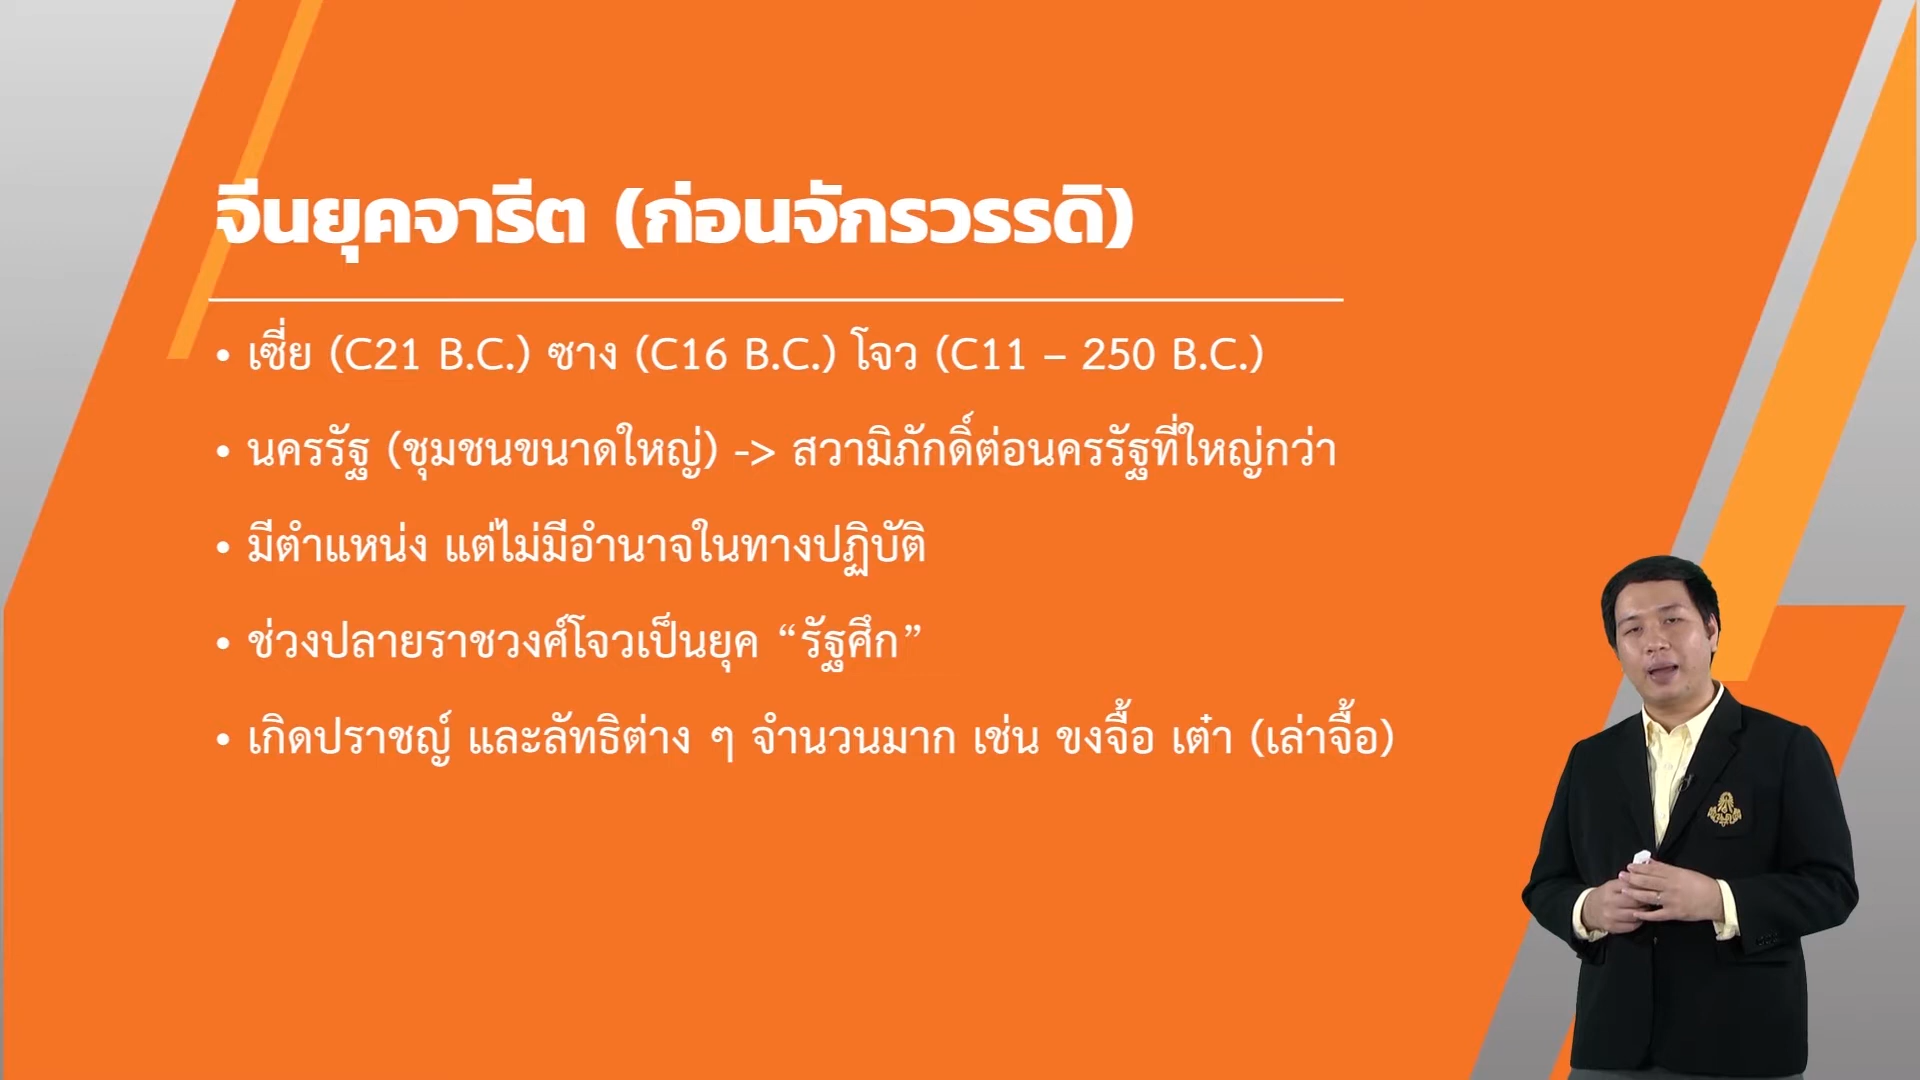 จีนยุคจารีต (ก่อนจักรวรรดิ)
• เซี่ย (C21 B.C.) ซาง (C16 B.C.) โจว (C11 – 250 B.C.)
• นครรัฐ (ชุมชนขนาดใหญ่) -> สวามิภักดิ์ต่อนครรัฐที่ใหญ่กว่า
• มีตำแหน่ง แต่ไม่มีอำนาจในทางปฏิบัติ
• ช่วงปลายราชวงศ์โจวเป็นยุค “รัฐศึก”
• เกิดปราชญ์ และลัทธิต่าง ๆ จำนวนมาก เช่น ขงจื้อ เต๋า (เล่าจื้อ)